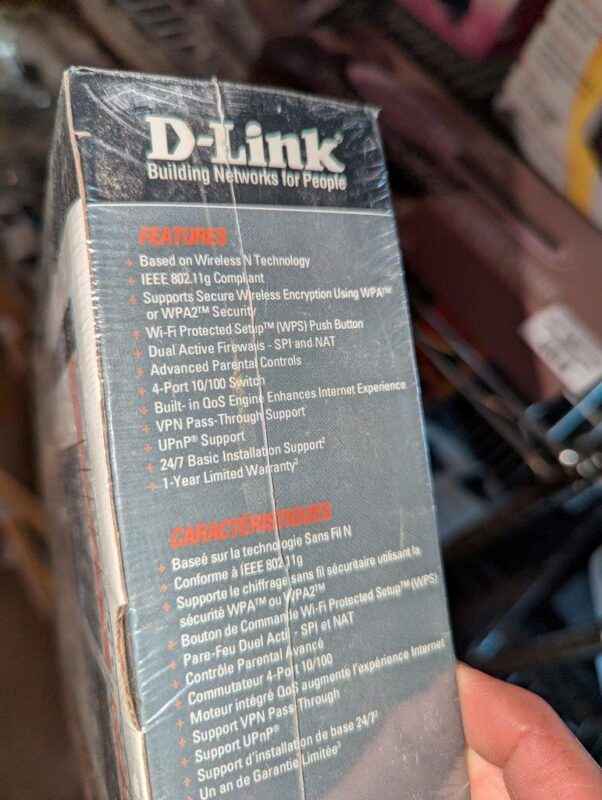 D-Link
Building Networks for People
FEATURES
+ Based on Wireless N Technology
+ IEEE 802.11g Compliant
+ Supports Secure Wireless Encryption Using WPA™
or WPA2™ Security
+ Wi-Fi Protected Setup™ (WPS) Push Button
+ Dual Active Firewalls - SPI and NAT
+ Advanced Parental Controls
+ 4-Port 10/100 Switch
+ Built- in QoS Engine Enhances Internet Experience
+ VPN Pass-Through Support
+ UPnP® Support
+ 24/7 Basic Installation Support²
+ 1-Year Limited Warranty³
CARACTÉRISTIQUES
+ Baseé sur la technologie Sans Fil N
+ Conforme à IEEE 802.11g
+ Supporte le chiffrage sans fil sécuritaire utilisant la
sécurité WPA™ ou WPA2™
+ Bouton de Commande Wi-Fi Protected Setup™ (WPS)
+ Pare-Feu Dual Actif - SPI et NAT
+ Contrôle Parental Avancé
+ Commutateur 4-Port 10/100
+ Moteur intégré QoS augmente l'expérience Internet
+ Support VPN Pass-Through
+ Support UPnP®
+ Support d'installation de base 24/7²
+ Un an de Garantie Limitée³